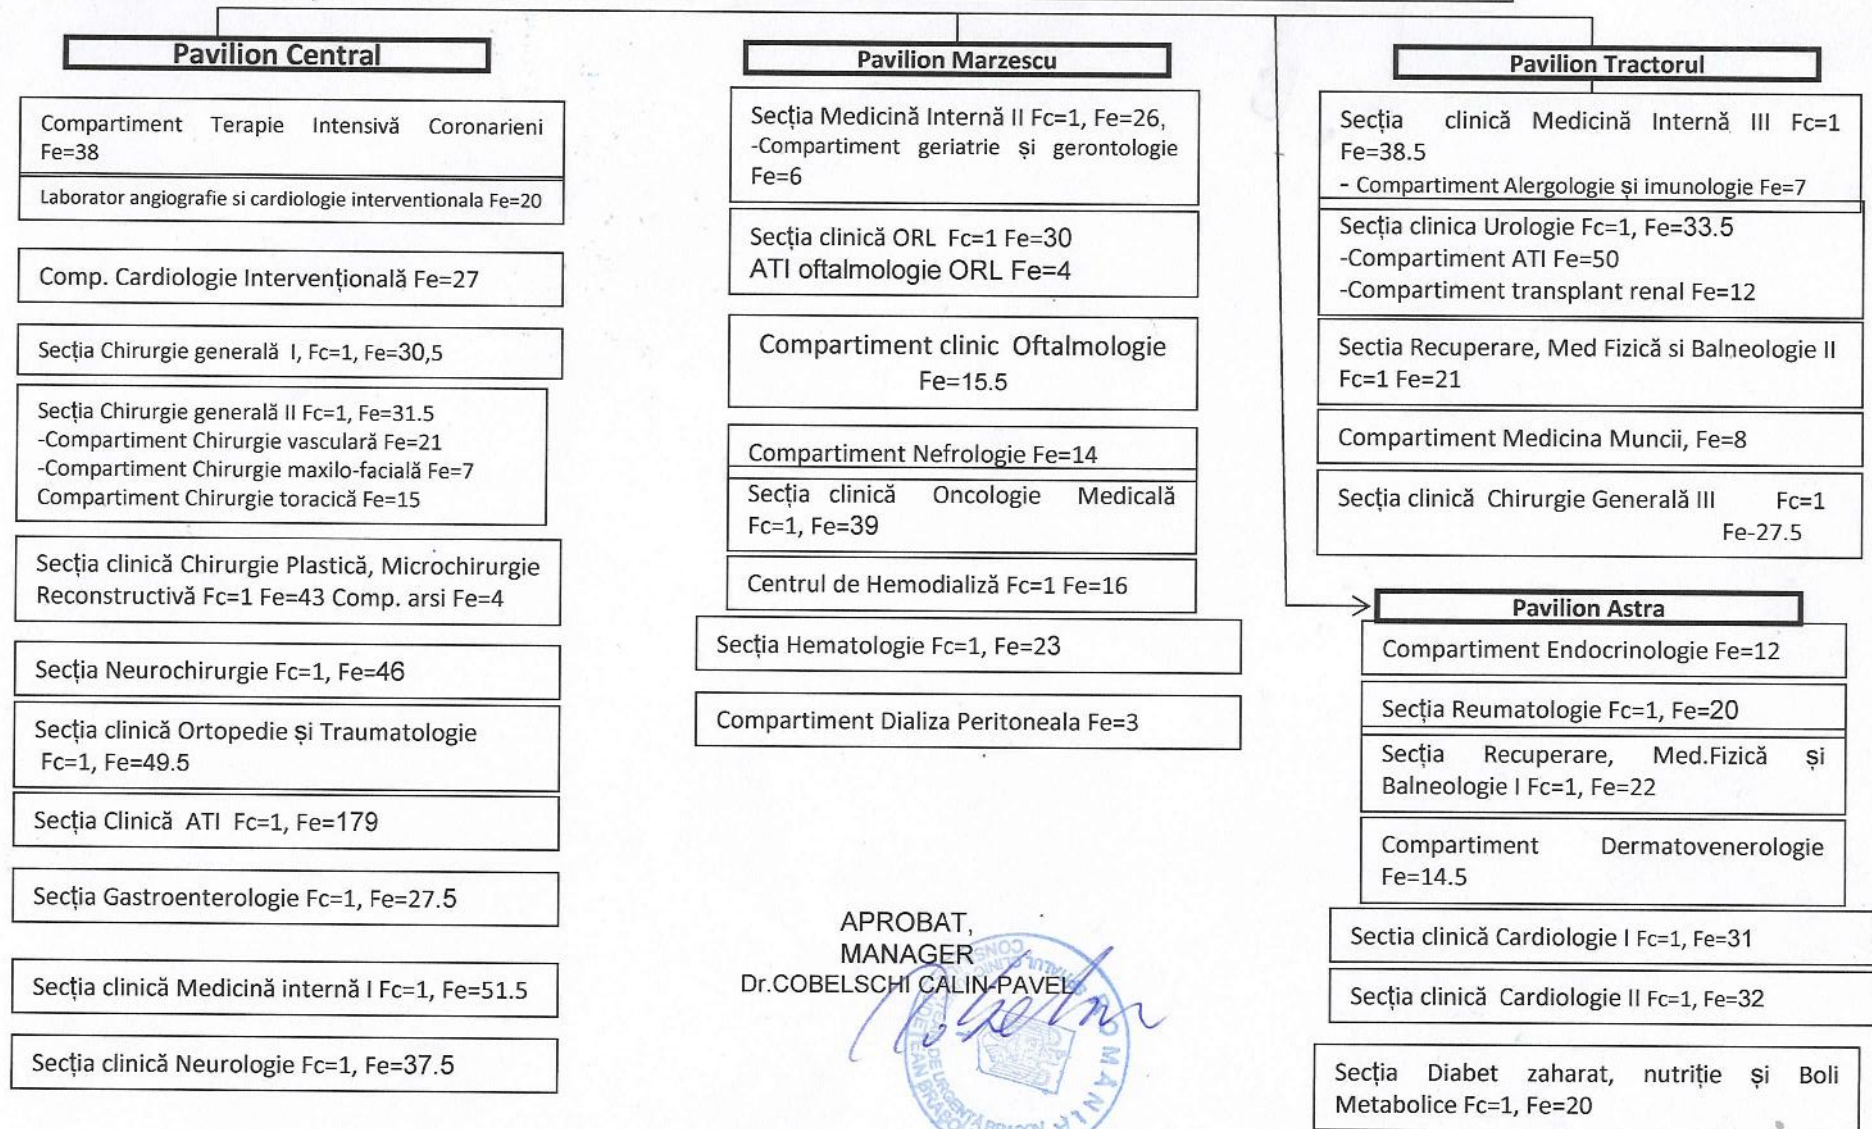 Pavilion Central
Compartiment Terapie Intensivă Coronarieni
Fe=38
Laborator angiografie si cardiologie interventionala Fe=20
Comp. Cardiologie Intervențională Fe=27
Secția Chirurgie generală I, Fc=1, Fe=30,5
Secția Chirurgie generală II Fc=1, Fe=31.5
-Compartiment Chirurgie vasculară Fe=21
-Compartiment Chirurgie maxilo-facială Fe=7
Compartiment Chirurgie toracică Fe=15
Secția clinică Chirurgie Plastică, Microchirurgie
Reconstructivă Fc=1 Fe=43 Comp. arsi Fe=4
Secția Neurochirurgie Fc=1, Fe=46
Secția clinică Ortopedie și Traumatologie
Fc=1, Fe=49.5
Secția Clinică ATI Fc=1, Fe=179
Secția Gastroenterologie Fc=1, Fe=27.5
Secția clinică Medicină internă I Fc=1, Fe=51.5
Secția clinică Neurologie Fc=1, Fe=37.5
Pavilion Marzescu
Secția Medicină Internă II Fc=1, Fe=26,
-Compartiment geriatrie și gerontologie
Fe=6
Secția clinică ORL Fc=1 Fe=30
ATI oftalmologie ORL Fe=4
Compartiment clinic Oftalmologie
Fe=15.5
Compartiment Nefrologie Fe=14
Secția clinică Oncologie Medicală
Fc=1, Fe=39
Centrul de Hemodializă Fc=1 Fe=16
Secția Hematologie Fc=1, Fe=23
Compartiment Dializa Peritoneala Fe=3
APROBAT,
MANAGER
Dr.COBELSCHI CALIN-PAVEL
Pavilion Tractorul
Secția clinică Medicină Internă III Fc=1
Fe=38.5
- Compartiment Alergologie și imunologie Fe=7
Secția clinica Urologie Fc=1, Fe=33.5
-Compartiment ATI Fe=50
-Compartiment transplant renal Fe=12
Sectia Recuperare, Med Fizică si Balneologie II
Fc=1 Fe=21
Compartiment Medicina Muncii, Fe=8
Secția clinică Chirurgie Generală III Fc=1
Fe-27.5
Pavilion Astra
Compartiment Endocrinologie Fe=12
Secția Reumatologie Fc=1, Fe=20
Secția Recuperare, Med.Fizică și
Balneologie I Fc=1, Fe=22
Compartiment Dermatovenerologie
Fe=14.5
Sectia clinică Cardiologie I Fc=1, Fe=31
Secția clinică Cardiologie II Fc=1, Fe=32
Secția Diabet zaharat, nutriție și Boli
Metabolice Fc=1, Fe=20